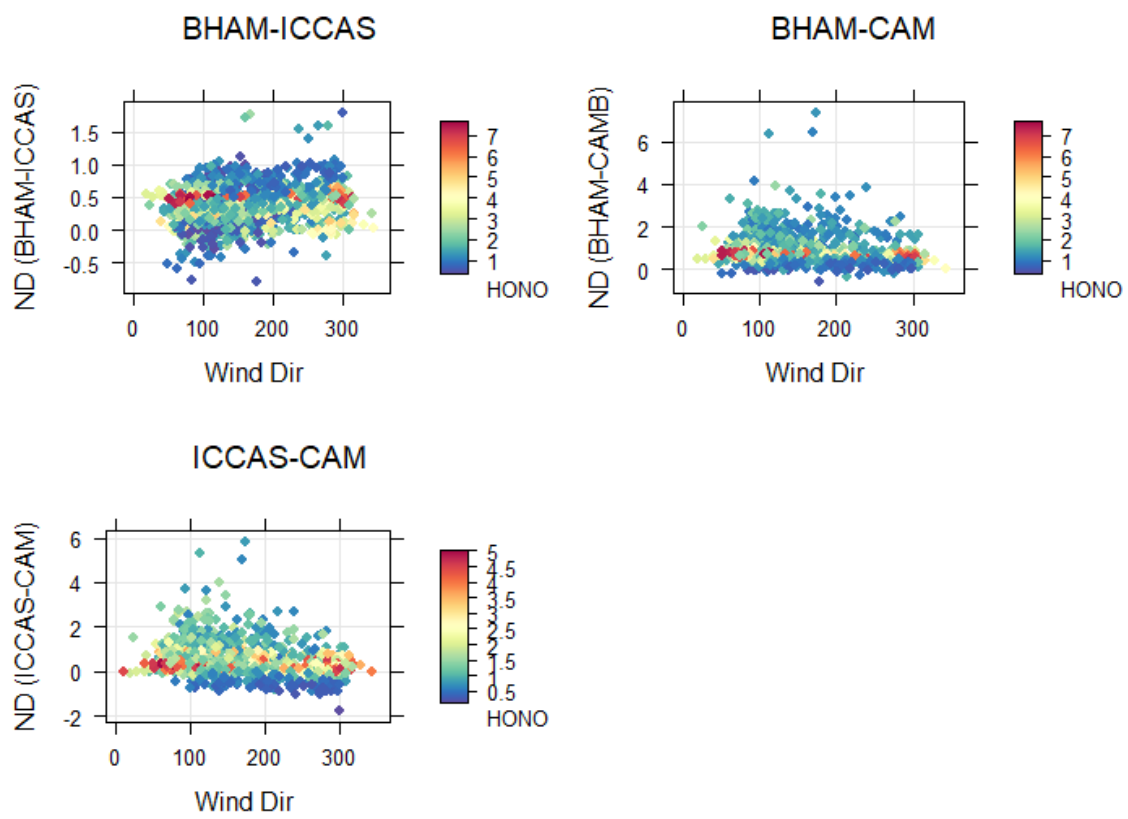 BHAM-ICCAS
ND (BHAM-ICCAS)
1.5
1.0
0.5
0.0
-0.5
0 100 200 300
Wind Dir
7
6
5
4
3
2
1
HONO
BHAM-CAM
ND (BHAM-CAMB)
6
4
2
0
0 100 200 300
Wind Dir
7
6
5
4
3
2
1
HONO
ICCAS-CAM
ND (ICCAS-CAM)
6
4
2
0
-2
0 100 200 300
Wind Dir
5
4.5
4
3.5
3
2.5
2
1.5
1
0.5
HONO